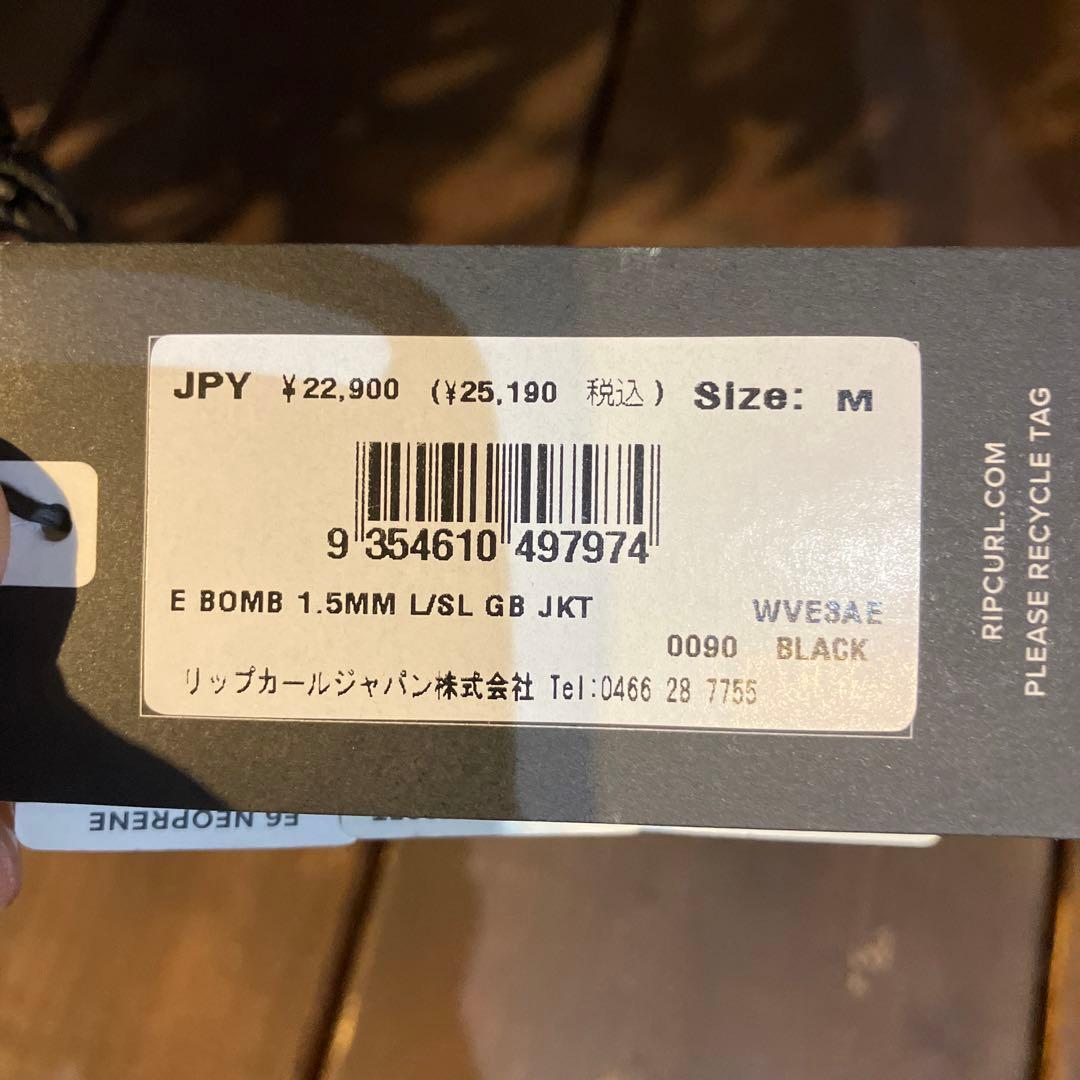 JPY ¥22,900 (¥25,190 税込) Size: M
9 354610 497974
E BOMB 1.5MM L/SL GB JKT
WVE3AE
0090 BLACK
リップカールジャパン株式会社 Tel:0466 28 7755
RIPCURL.COM
PLEASE RECYCLE TAG
E6 NEOPRENE